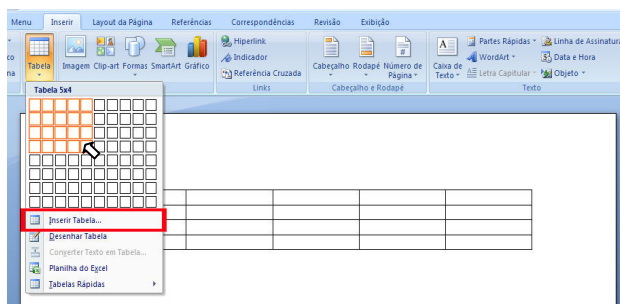 Menu Inserir Layout da Página Referências Correspondências Revisão Exibição
Tabela
Imagem Clip-art Formas SmartArt Gráfico
Hiperlink
Indicador
Referência Cruzada
Links
Cabeçalho Rodapé Número de Página
Cabeçalho e Rodapé
Caixa de Texto
Partes Rápidas
WordArt
Letra Capitular
Linha de Assinatura
Data e Hora
Objeto
Texto
Tabela 5x4
Inserir Tabela...
Desenhar Tabela
Converter Texto em Tabela...
Planilha do Excel
Tabelas Rápidas